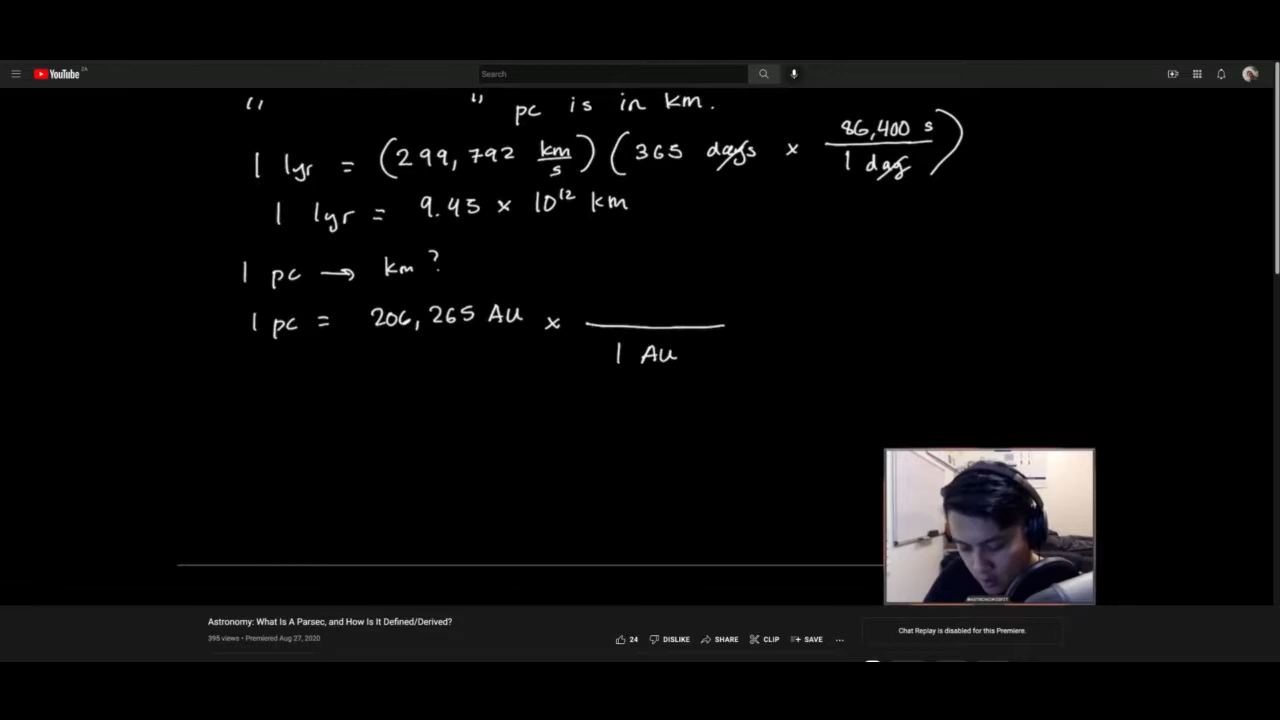 YouTube ZA
Search
" " pc is in km.
1 lyr = (299,792 km/s) (365 days × 86,400 s / 1 day)
1 lyr = 9.45 × 10¹² km
1 pc → km ?
1 pc = 206,265 AU × ___ / 1 AU
Astronomy: What Is A Parsec, and How Is It Defined/Derived?
395 views • Premiered Aug 27, 2020
24 DISLIKE SHARE CLIP SAVE ...
Chat Replay is disabled for this Premiere.